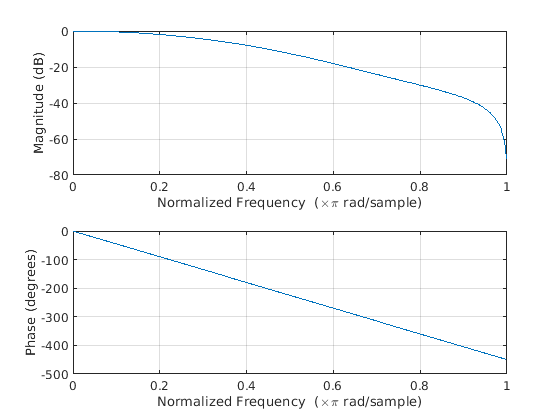 0
-20
-40
-60
-80
Magnitude (dB)
0 0.2 0.4 0.6 0.8 1
Normalized Frequency (×π rad/sample)
0
-100
-200
-300
-400
-500
Phase (degrees)
0 0.2 0.4 0.6 0.8 1
Normalized Frequency (×π rad/sample)